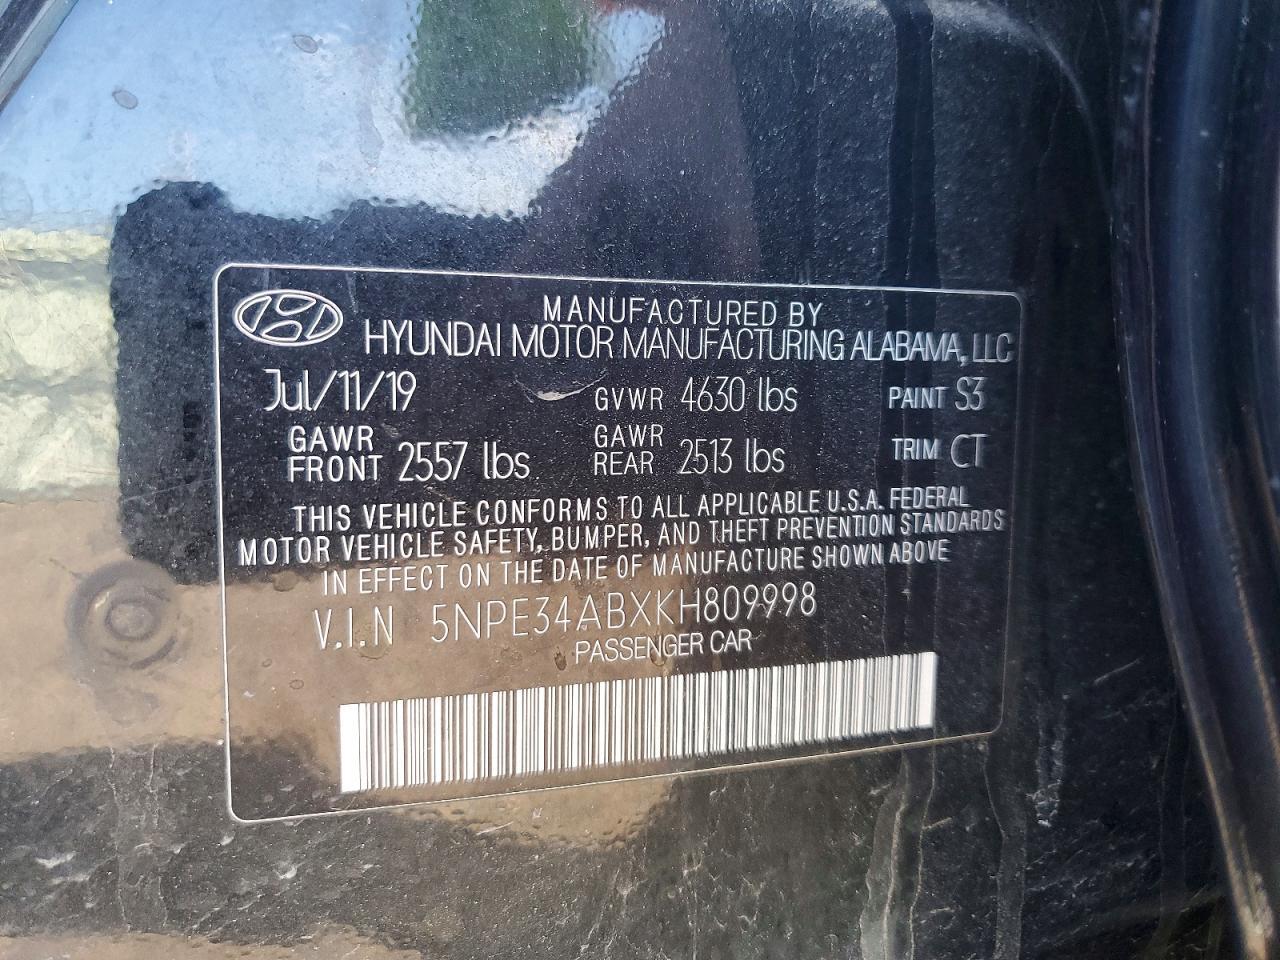 MANUFACTURED BY
HYUNDAI MOTOR MANUFACTURING ALABAMA, LLC
Jul/11/19 GVWR 4630 lbs PAINT S3
GAWR FRONT 2557 lbs GAWR REAR 2513 lbs TRIM CT
THIS VEHICLE CONFORMS TO ALL APPLICABLE U.S.A. FEDERAL
MOTOR VEHICLE SAFETY, BUMPER, AND THEFT PREVENTION STANDARDS
IN EFFECT ON THE DATE OF MANUFACTURE SHOWN ABOVE
V.I.N 5NPE34ABXKH809998
PASSENGER CAR